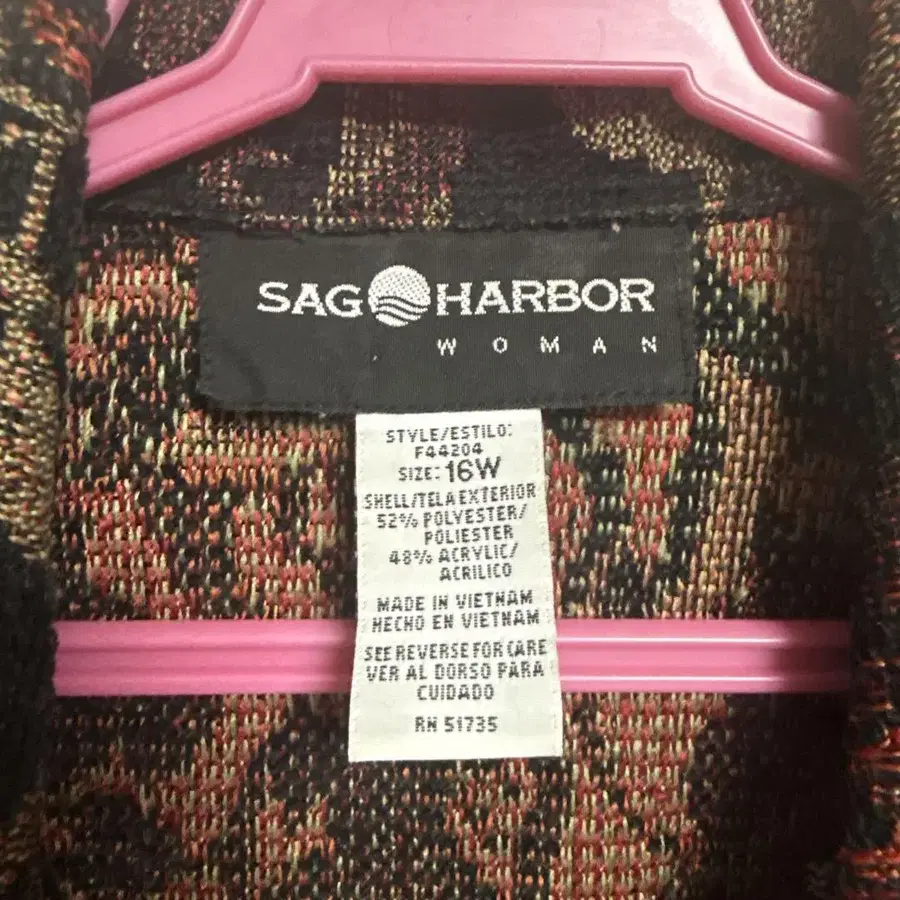 SAG HARBOR
WOMAN
STYLE/ESTILO:
F44204
SIZE: 16W
SHELL/TELA EXTERIOR
52% POLYESTER/
POLIESTER
48% ACRYLIC/
ACRILICO
MADE IN VIETNAM
HECHO EN VIETNAM
SEE REVERSE FOR CARE
VER AL DORSO PARA
CUIDADO
RN 51735